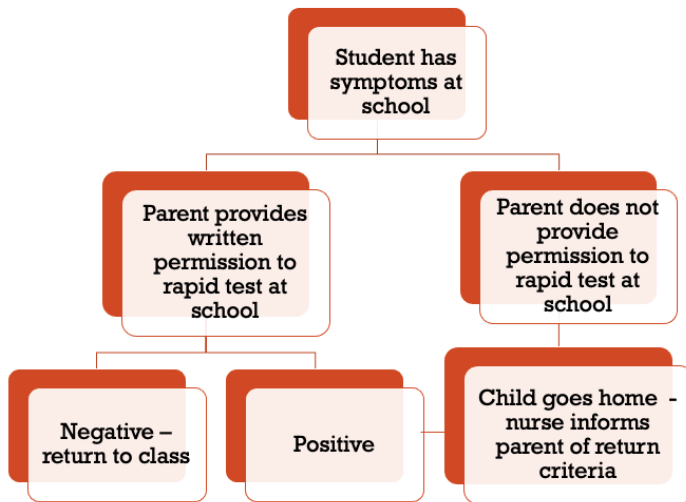 Student has
symptoms at
school
Parent provides
written
permission to
rapid test at
school
Parent does not
provide
permission to
rapid test at
school
Negative –
return to class
Positive
Child goes home -
nurse informs
parent of return
criteria